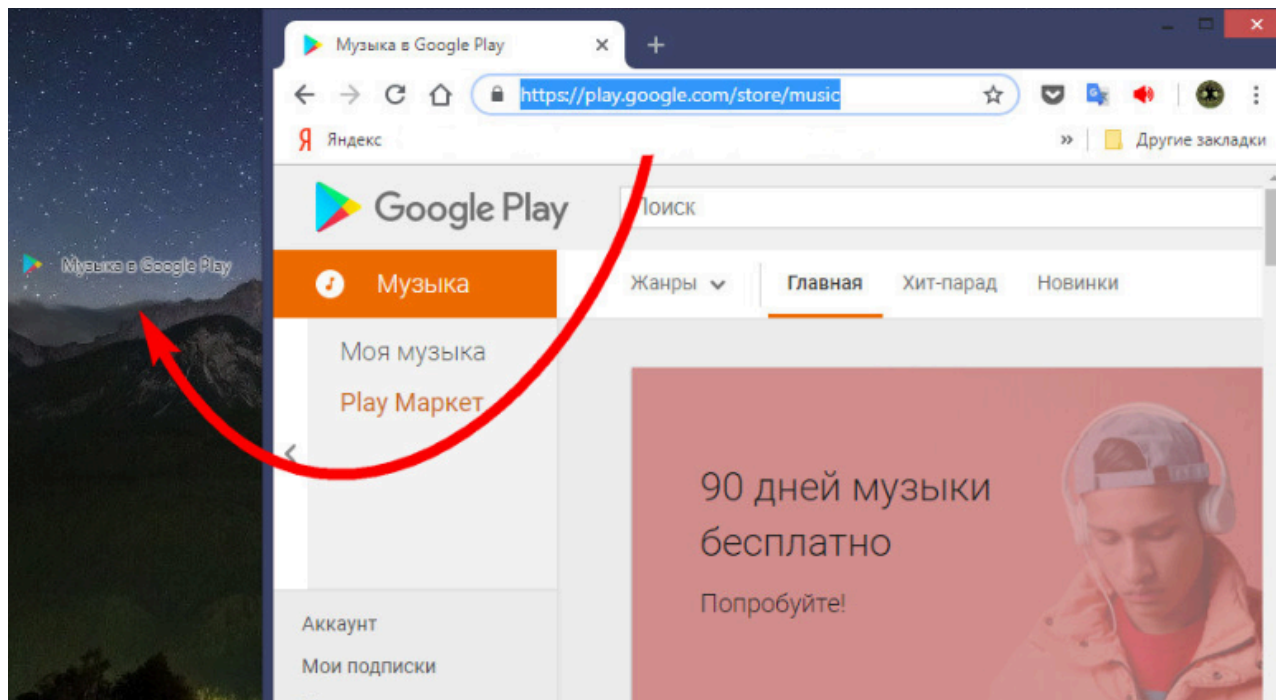 Музыка в Google Play
https://play.google.com/store/music
Яндекс
» Другие закладки
Google Play
Поиск
Музыка в Google Play
Музыка
Жанры Главная Хит-парад Новинки
Моя музыка
Play Маркет
90 дней музыки
бесплатно
Попробуйте!
Аккаунт
Мои подписки